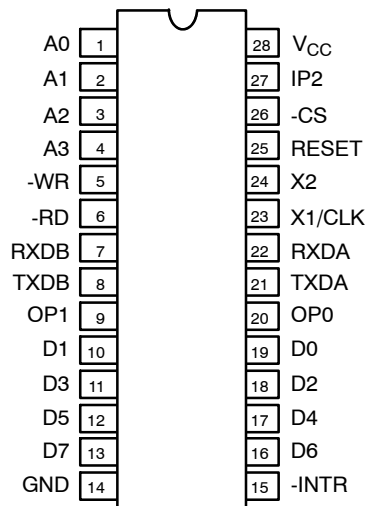 A0 1 28 VCC
A1 2 27 IP2
A2 3 26 -CS
A3 4 25 RESET
-WR 5 24 X2
-RD 6 23 X1/CLK
RXDB 7 22 RXDA
TXDB 8 21 TXDA
OP1 9 20 OP0
D1 10 19 D0
D3 11 18 D2
D5 12 17 D4
D7 13 16 D6
GND 14 15 -INTR